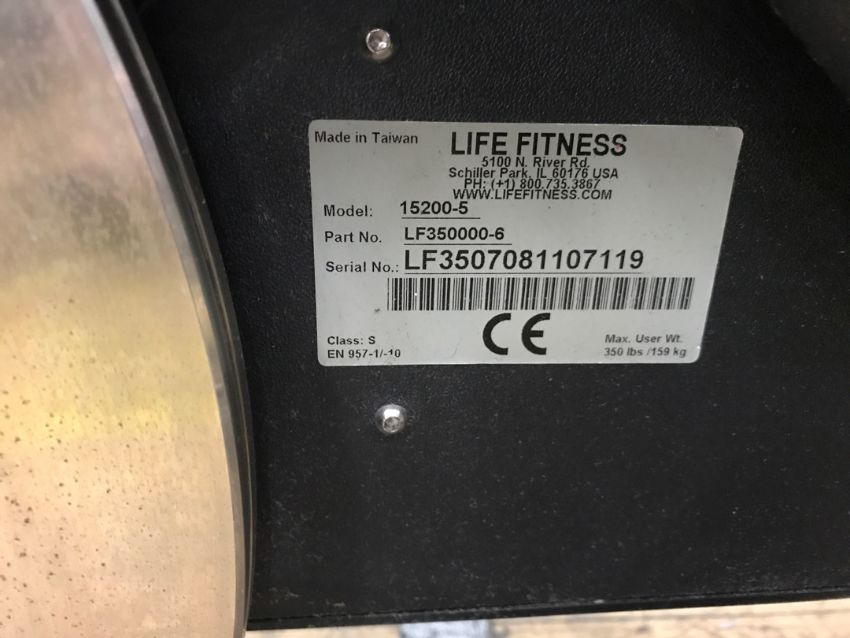 Made in Taiwan
LIFE FITNESS
5100 N. River Rd.
Schiller Park, IL 60176 USA
PH: (+1) 800.735.3867
WWW.LIFEFITNESS.COM
Model: 15200-5
Part No. LF350000-6
Serial No.: LF3507081107119
CE
Class: S
EN 957-1/-10
Max. User Wt.
350 lbs /159 kg